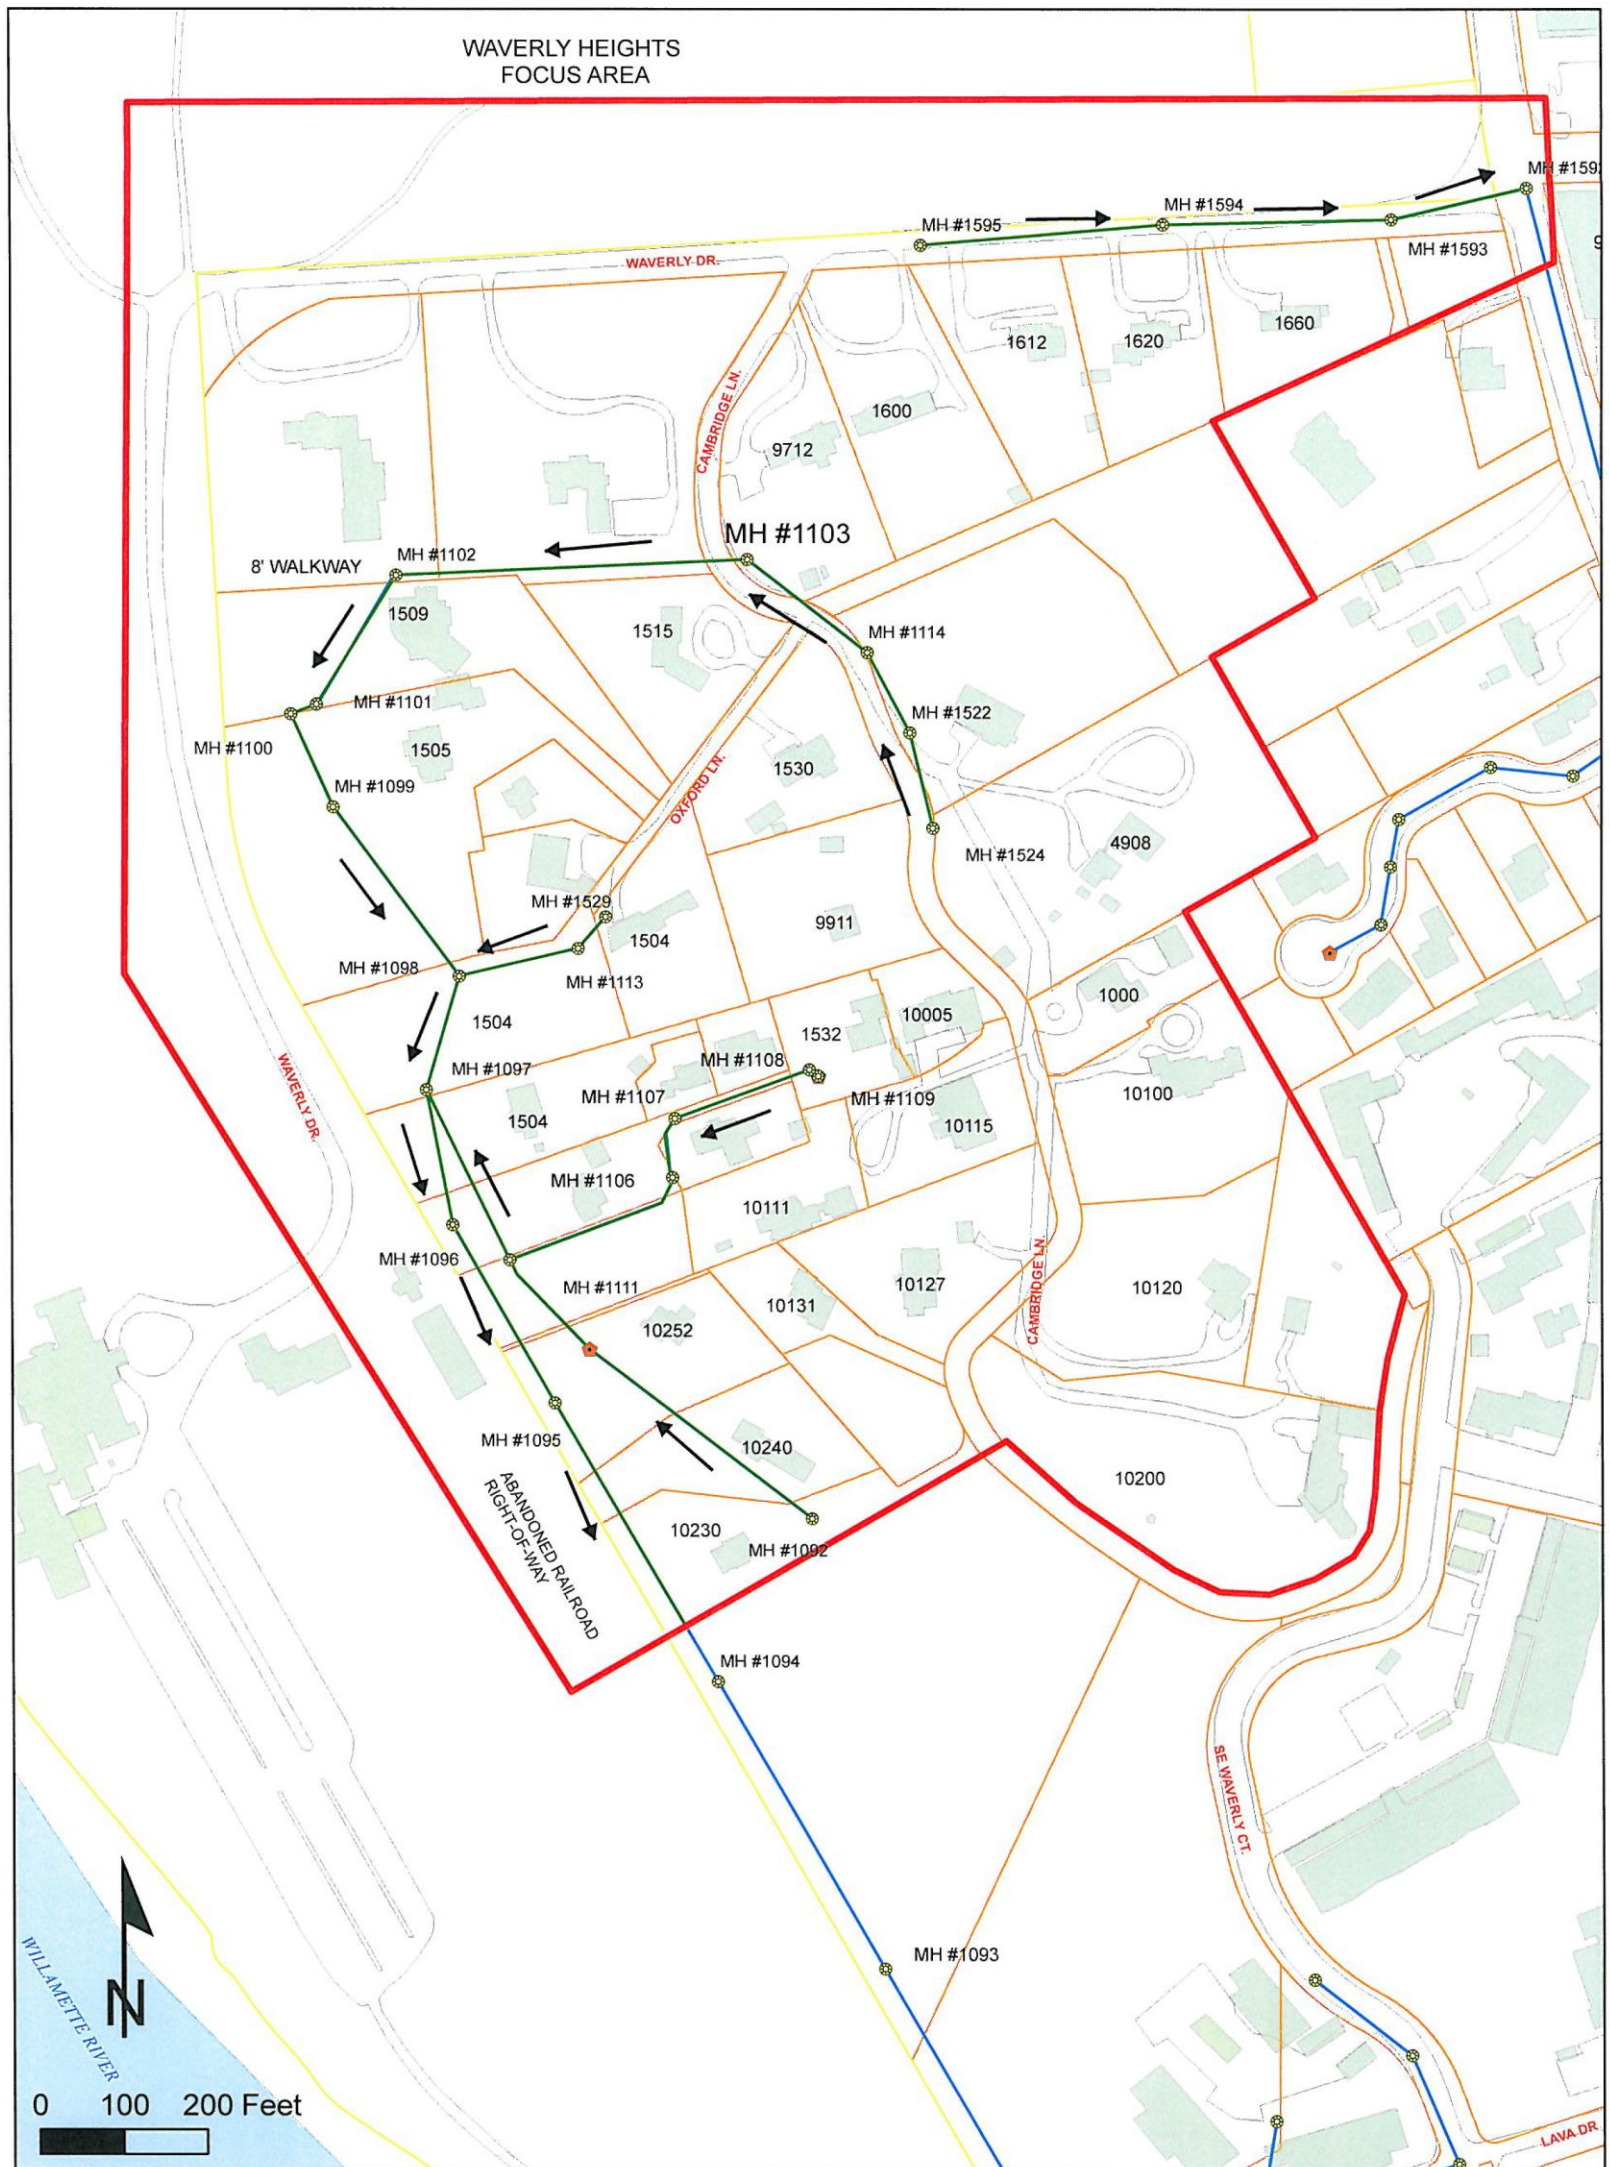 WAVERLY HEIGHTS
FOCUS AREA
MH #1595
MH #1594
MH #1593
WAVERLY DR.
1612
1620
1660
1600
9712
CAMBRIDGE LN.
MH #1103
8' WALKWAY
MH #1102
1509
1515
MH #1114
MH #1101
MH #1100
1505
MH #1522
1530
MH #1099
OXFORD LN.
4908
MH #1524
MH #1529
9911
1504
MH #1098
MH #1113
1504
1000
10005
1532
MH #1097
MH #1108
MH #1107
1504
MH #1109
10100
10115
WAVERLY DR.
MH #1106
10111
MH #1096
MH #1111
10127
10131
10120
CAMBRIDGE LN.
10252
MH #1095
10240
10200
ABANDONED RAILROAD
RIGHT-OF-WAY
10230
MH #1092
MH #1094
SE WAVERLY CT.
MH #1093
WILLAMETTE RIVER
N
0 100 200 Feet
LAVA DR